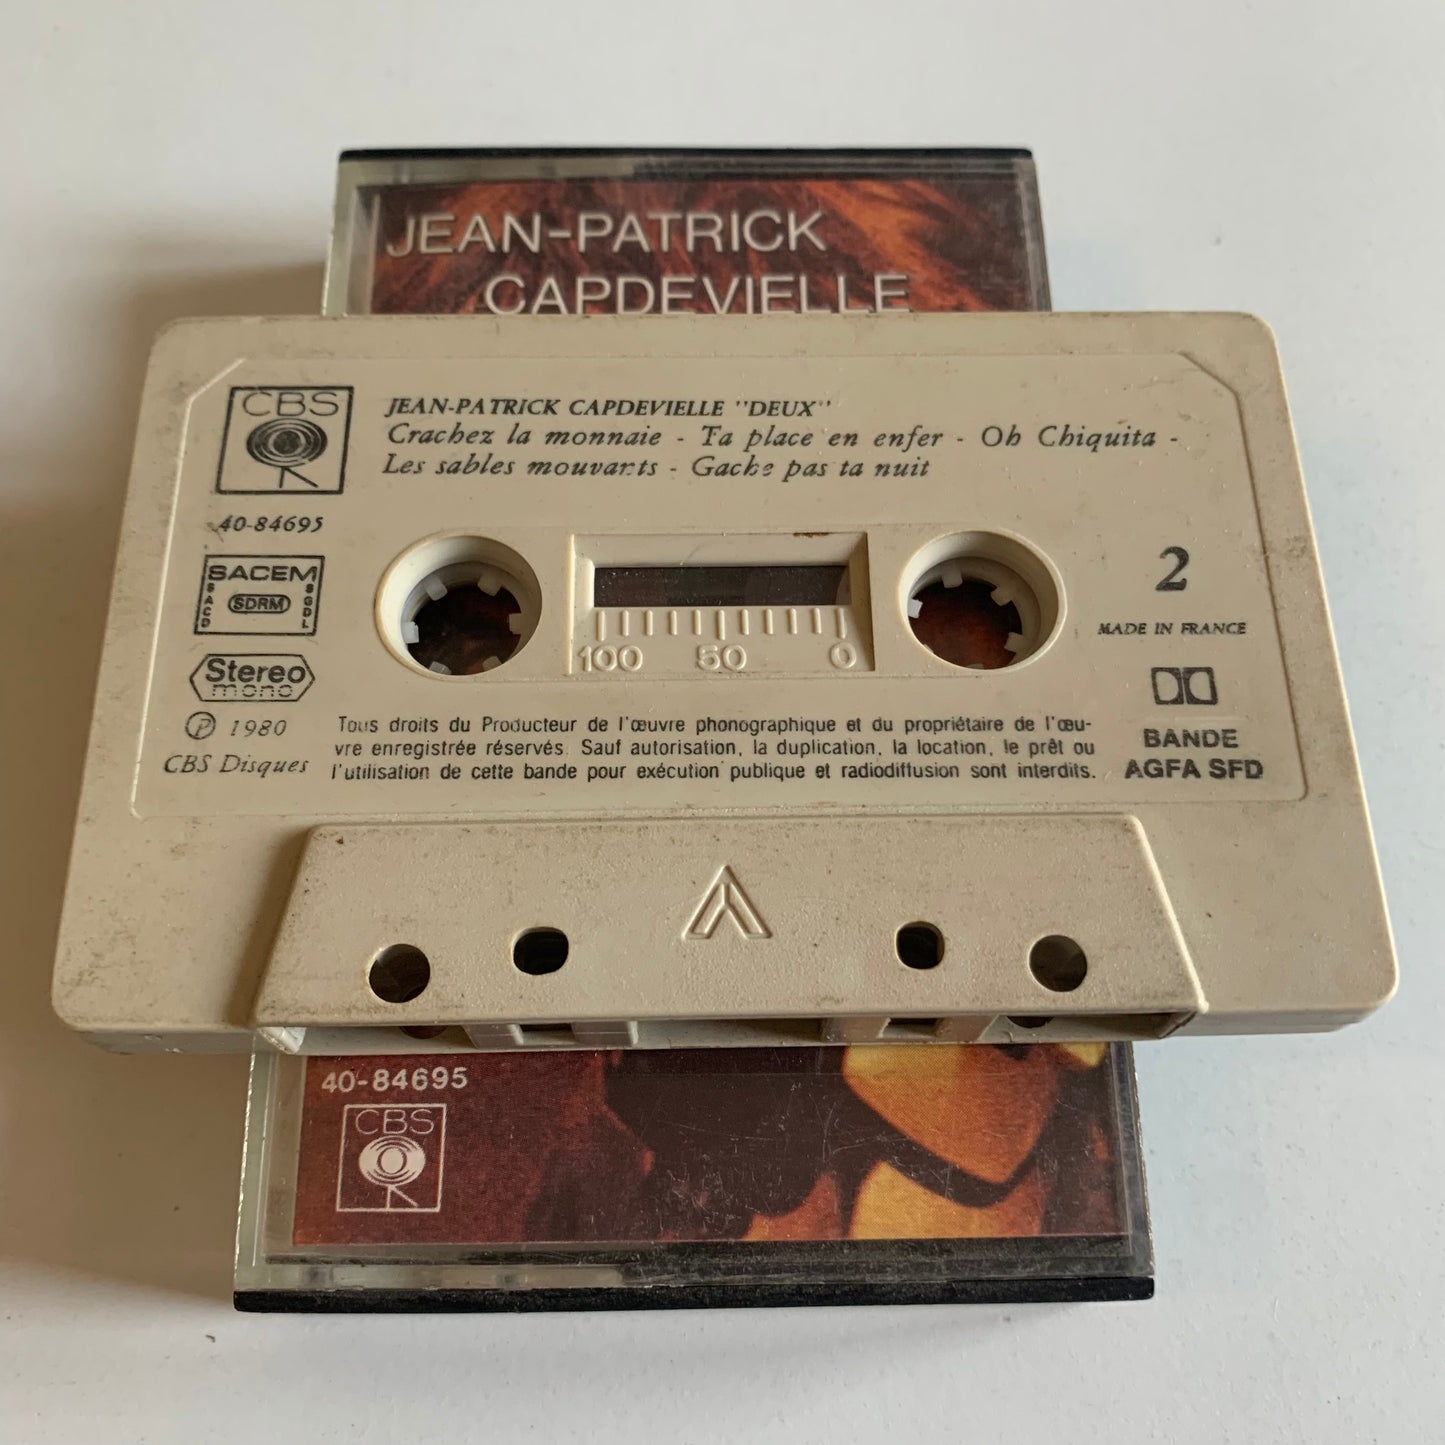 JEAN-PATRICK
CAPDEVIELLE
CBS
JEAN-PATRICK CAPDEVIELLE "DEUX"
Crachez la monnaie - Ta place en enfer - Oh Chiquita -
Les sables mouvants - Gache pas ta nuit
40-84695
SACEM
SACD
SDRM
SGDL
2
MADE IN FRANCE
100 50 0
Stereo
mono
Ⓟ 1980
CBS Disques
Tous droits du Producteur de l'œuvre phonographique et du propriétaire de l'œu-
vre enregistrée réservés. Sauf autorisation, la duplication, la location, le prêt ou
l'utilisation de cette bande pour exécution publique et radiodiffusion sont interdits.
BANDE
AGFA SFD
40-84695
CBS